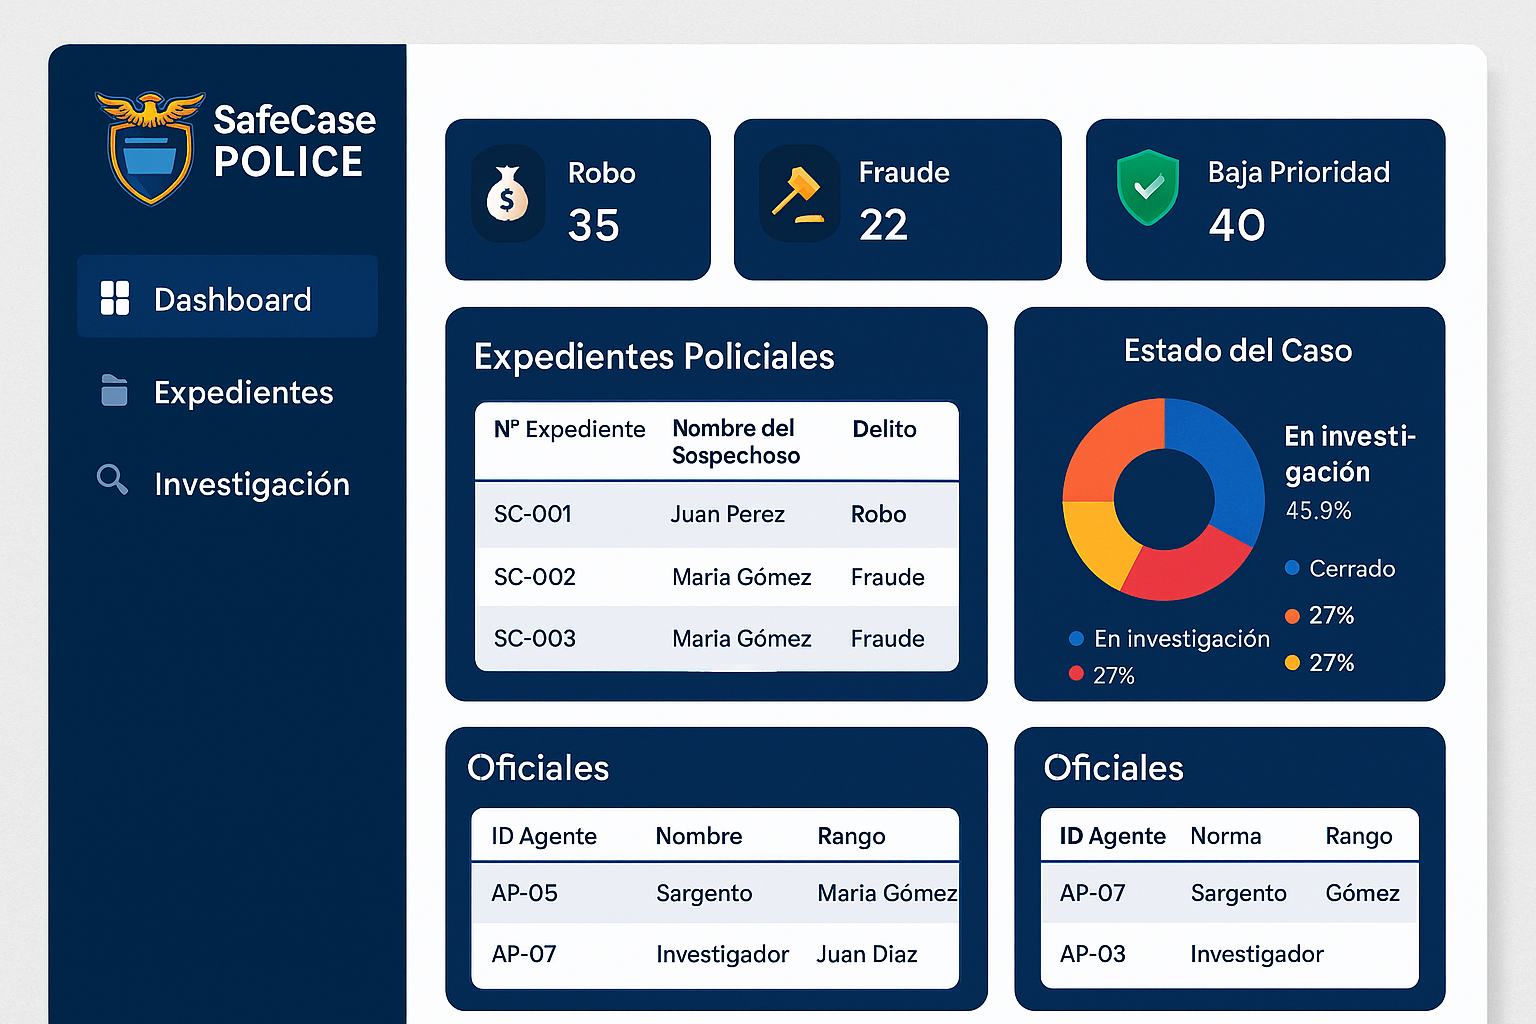 SafeCase
POLICE
Dashboard
Expedientes
Investigación
Robo
35
Fraude
22
Baja Prioridad
40
Expedientes Policiales
Nº Expediente
Nombre del
Sospechoso
Delito
SC-001 Juan Perez Robo
SC-002 Maria Gómez Fraude
SC-003 Maria Gómez Fraude
Estado del Caso
En investi-
gación
45.9%
Cerrado
27%
27%
En investigación
27%
Oficiales
ID Agente Nombre Rango
AP-05 Sargento Maria Gómez
AP-07 Investigador Juan Diaz
Oficiales
ID Agente Norma Rango
AP-07 Sargento Gómez
AP-03 Investigador